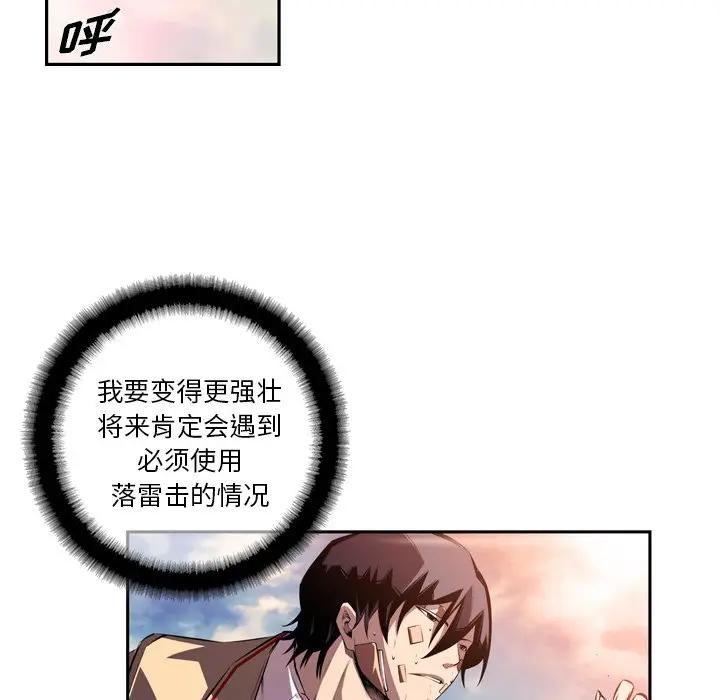 呼
我要变得更强壮
将来肯定会遇到
必须使用
落雷击的情况